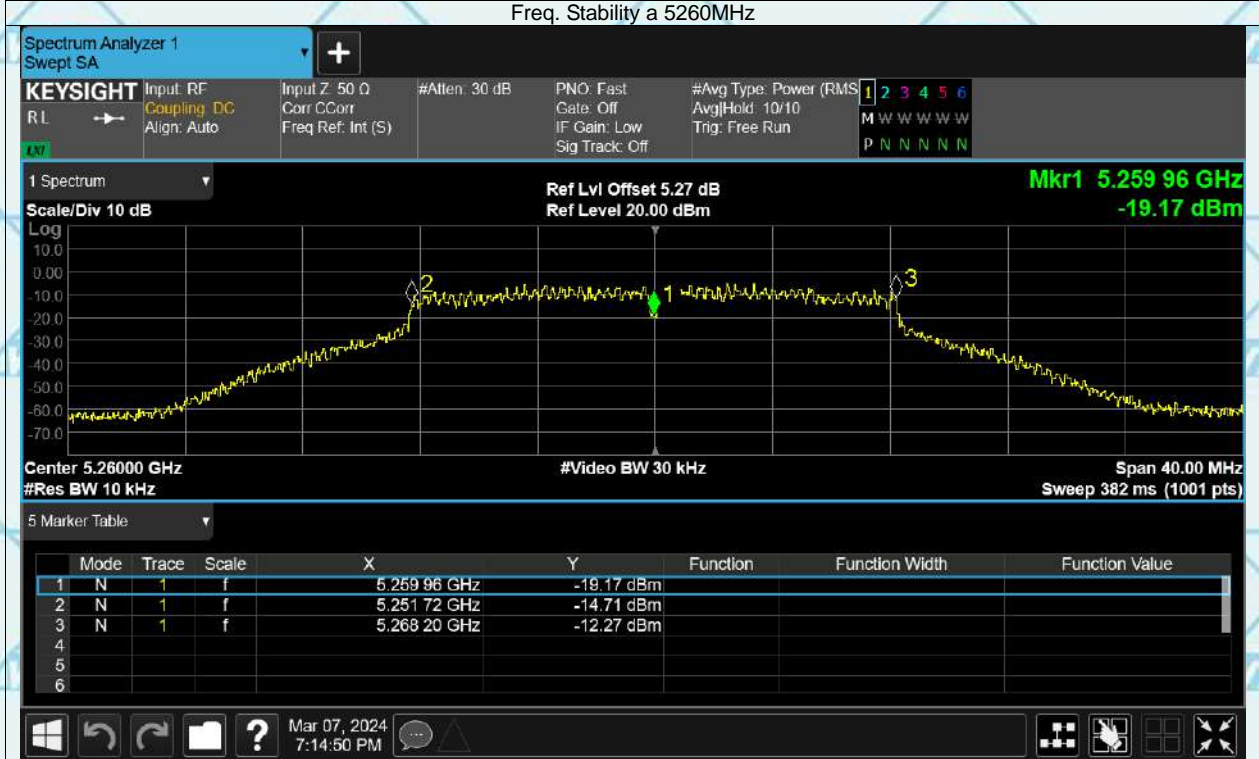 Freq. Stability a 5260MHz
Spectrum Analyzer 1
Swept SA
+
KEYSIGHT Input: RF Input Z: 50 Ω #Atten: 30 dB PNO: Fast #Avg Type: Power (RMS 1 2 3 4 5 6
RL Coupling: DC Corr CCorr Gate: Off Avg|Hold: 10/10 M W W W W W
Align: Auto Freq Ref: Int (S) IF Gain: Low Trig: Free Run
LXI Sig Track: Off P N N N N N
1 Spectrum Ref Lvl Offset 5.27 dB Mkr1 5.259 96 GHz
Scale/Div 10 dB Ref Level 20.00 dBm -19.17 dBm
Log
10.0
0.00
-10.0
-20.0
-30.0
-40.0
-50.0
-60.0
-70.0
2 1 3
Center 5.26000 GHz #Video BW 30 kHz Span 40.00 MHz
#Res BW 10 kHz Sweep 382 ms (1001 pts)
5 Marker Table
Mode Trace Scale X Y Function Function Width Function Value
1 N 1 f 5.259 96 GHz -19.17 dBm
2 N 1 f 5.251 72 GHz -14.71 dBm
3 N 1 f 5.268 20 GHz -12.27 dBm
4
5
6
? Mar 07, 2024
7:14:50 PM